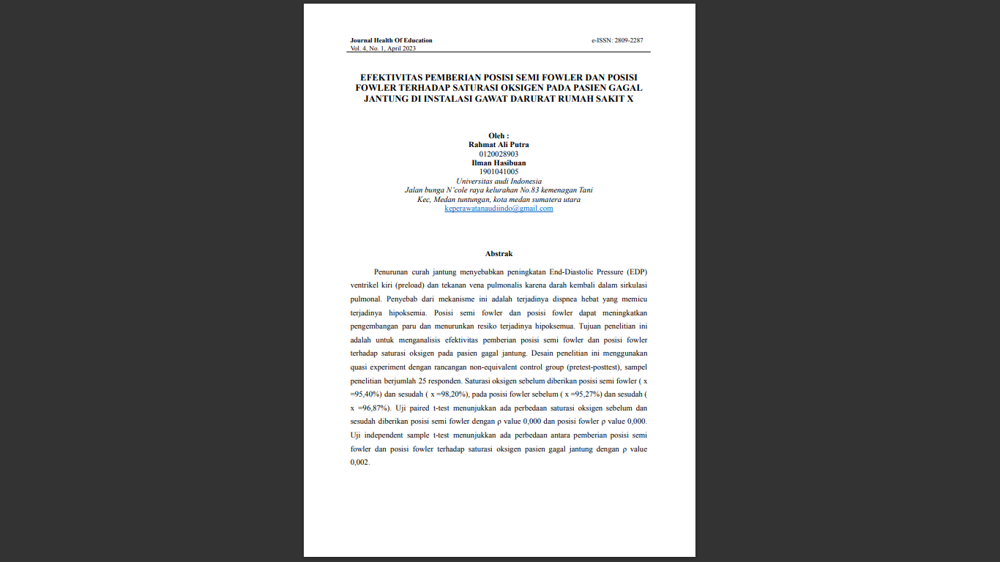 Journal Health Of Education e-ISSN: 2809-2287
Vol. 4, No. 1, April 2023
EFEKTIVITAS PEMBERIAN POSISI SEMI FOWLER DAN POSISI
FOWLER TERHADAP SATURASI OKSIGEN PADA PASIEN GAGAL
JANTUNG DI INSTALASI GAWAT DARURAT RUMAH SAKIT X
Oleh :
Rahmat Ali Putra
0120028903
Ilman Hasibuan
1901041005
Universitas audi Indonesia
Jalan bunga N’cole raya kelurahan No.83 kemenagan Tani
Kec, Medan tuntungan, kota medan sumatera utara
keperawatanaudiindo@gmail.com
Abstrak
Penurunan curah jantung menyebabkan peningkatan End-Diastolic Pressure (EDP)
ventrikel kiri (preload) dan tekanan vena pulmonalis karena darah kembali dalam sirkulasi
pulmonal. Penyebab dari mekanisme ini adalah terjadinya dispnea hebat yang memicu
terjadinya hipoksemia. Posisi semi fowler dan posisi fowler dapat meningkatkan
pengembangan paru dan menurunkan resiko terjadinya hipoksemua. Tujuan penelitian ini
adalah untuk menganalisis efektivitas pemberian posisi semi fowler dan posisi fowler
terhadap saturasi oksigen pada pasien gagal jantung. Desain penelitian ini menggunakan
quasi experiment dengan rancangan non-equivalent control group (pretest-posttest), sampel
penelitian berjumlah 25 responden. Saturasi oksigen sebelum diberikan posisi semi fowler ( x
=95,40%) dan sesudah ( x =98,20%), pada posisi fowler sebelum ( x =95,27%) dan sesudah (
x =96,87%). Uji paired t-test menunjukkan ada perbedaan saturasi oksigen sebelum dan
sesudah diberikan posisi semi fowler dengan ρ value 0,000 dan posisi fowler ρ value 0,000.
Uji independent sample t-test menunjukkan ada perbedaan antara pemberian posisi semi
fowler dan posisi fowler terhadap saturasi oksigen pasien gagal jantung dengan ρ value
0,002.